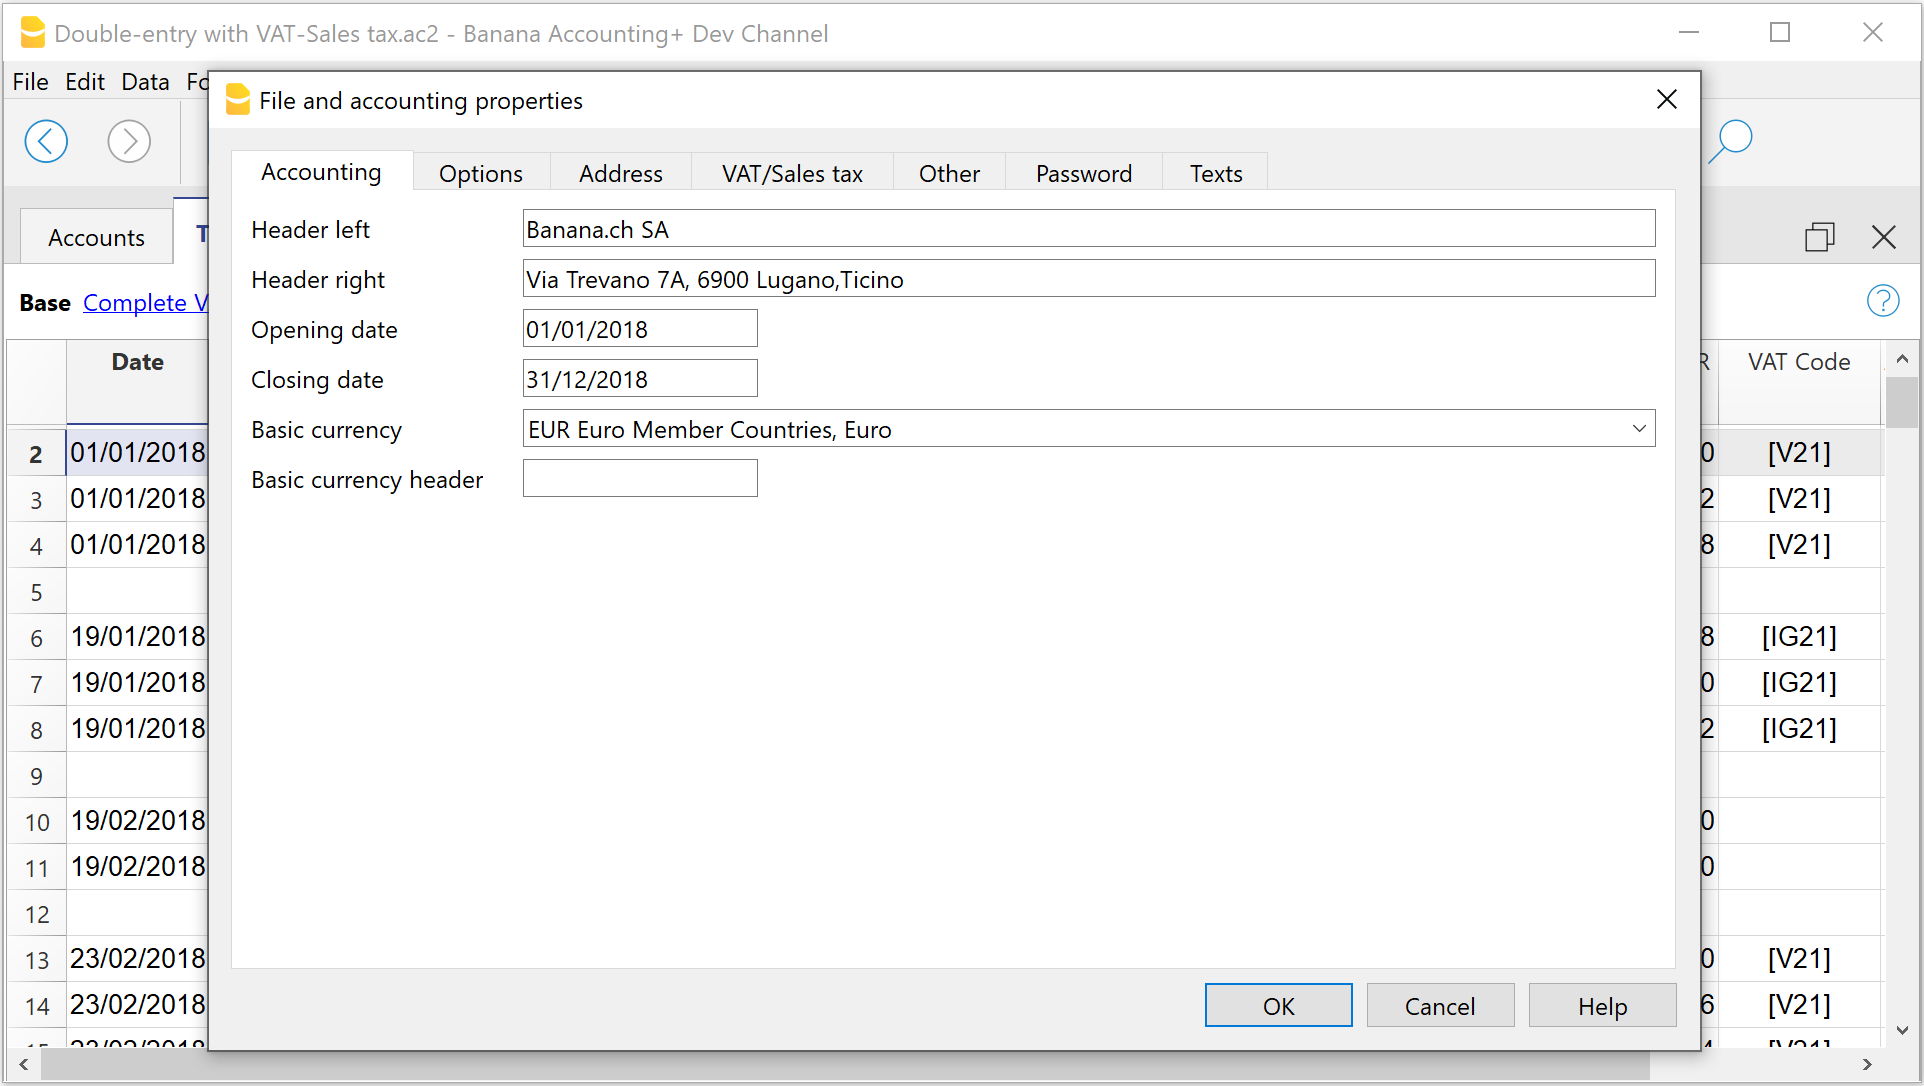 Double-entry with VAT-Sales tax.ac2 - Banana Accounting+ Dev Channel
File Edit Data
File and accounting properties
Accounting Options Address VAT/Sales tax Other Password Texts
Header left Banana.ch SA
Header right Via Trevano 7A, 6900 Lugano,Ticino
Opening date 01/01/2018
Closing date 31/12/2018
Basic currency EUR Euro Member Countries, Euro
Basic currency header
OK Cancel Help
Accounts
Base Complete V
?
Date R VAT Code
2 01/01/2018 0 [V21]
3 01/01/2018 2 [V21]
4 01/01/2018 8 [V21]
5
6 19/01/2018 8 [IG21]
7 19/01/2018 0 [IG21]
8 19/01/2018 2 [IG21]
9
10 19/02/2018 0
11 19/02/2018 0
12
13 23/02/2018 0 [V21]
14 23/02/2018 6 [V21]